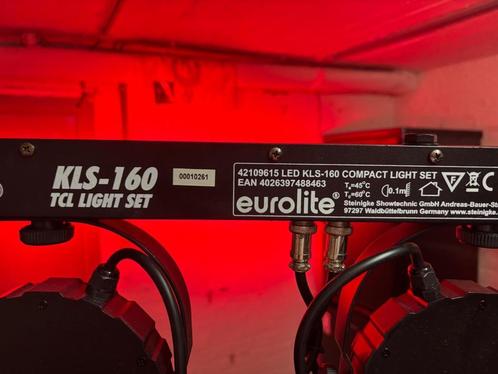 KLS-160
TCL LIGHT SET
00010261
42109615 LED KLS-160 COMPACT LIGHT SET
EAN 4026397488463
eurolite®
Ta=45°C
Tc=60°C
0.1m
F
Steinigke Showtechnic GmbH Andreas-Bauer-St
97297 Waldbüttelbrunn Germany www.steinigke